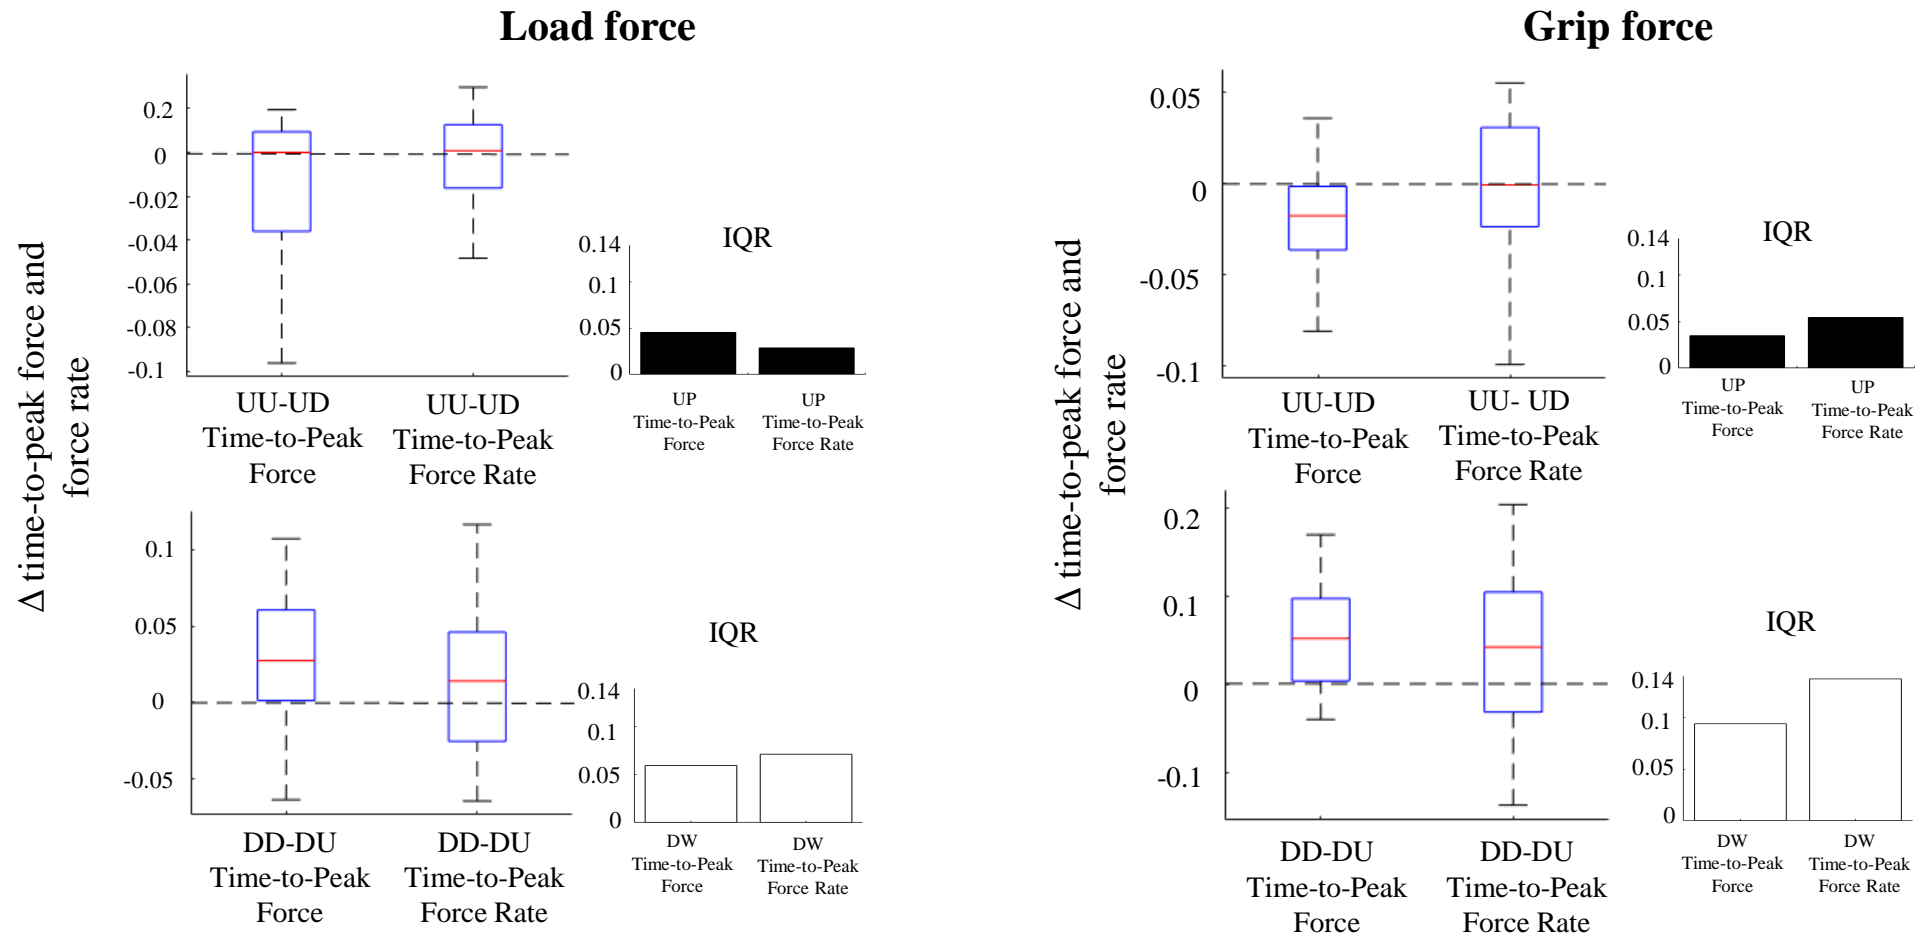 Load force
Grip force
Δ time-to-peak force and
force rate
0.2
0
-0.02
-0.04
-0.06
-0.08
-0.1
UU-UD
Time-to-Peak
Force
UU-UD
Time-to-Peak
Force Rate
IQR
0.14
0.1
0.05
0
UP
Time-to-Peak
Force
UP
Time-to-Peak
Force Rate
0.1
0.05
0
-0.05
DD-DU
Time-to-Peak
Force
DD-DU
Time-to-Peak
Force Rate
IQR
0.14
0.1
0.05
0
DW
Time-to-Peak
Force
DW
Time-to-Peak
Force Rate
Δ time-to-peak force and
force rate
0.05
0
-0.05
-0.1
UU-UD
Time-to-Peak
Force
UU- UD
Time-to-Peak
Force Rate
IQR
0.14
0.1
0.05
0
UP
Time-to-Peak
Force
UP
Time-to-Peak
Force Rate
0.2
0.1
0
-0.1
DD-DU
Time-to-Peak
Force
DD-DU
Time-to-Peak
Force Rate
IQR
0.14
0.1
0.05
0
DW
Time-to-Peak
Force
DW
Time-to-Peak
Force Rate